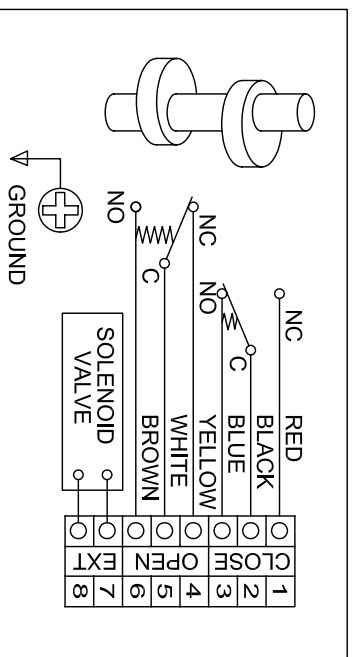 NC
RED
1
BLACK
2
CLOSE
C
BLUE
3
NO
YELLOW
4
NC
WHITE
5
OPEN
C
BROWN
6
NO
SOLENOID
VALVE
EXT
7
8
GROUND